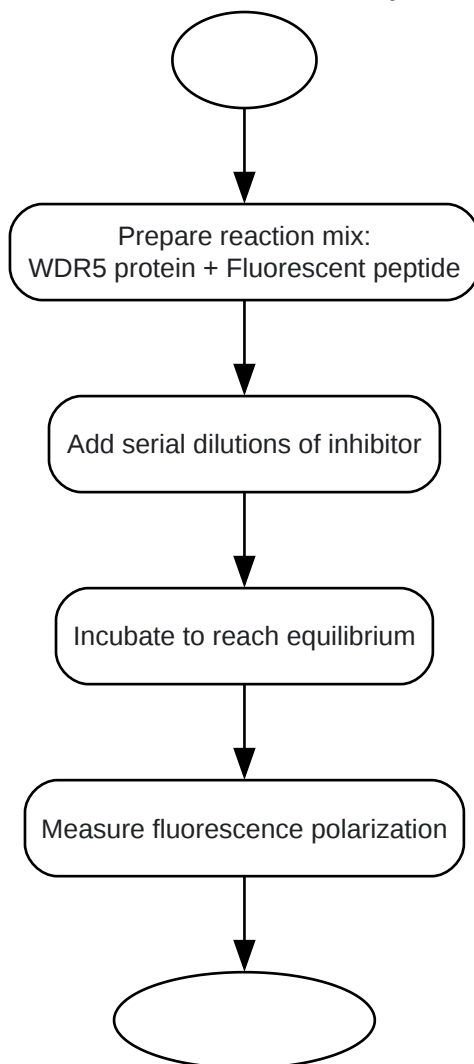 Prepare reaction mix:
WDR5 protein + Fluorescent peptide
Add serial dilutions of inhibitor
Incubate to reach equilibrium
Measure fluorescence polarization